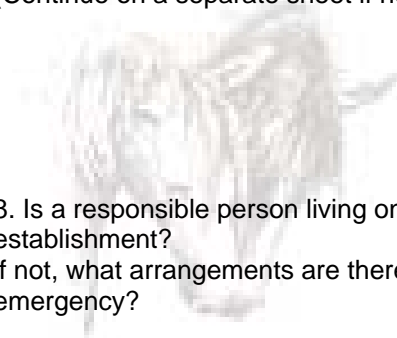 (Continue on a separate sheet if
3. Is a responsible person living on
establishment?
If not, what arrangements are there
emergency?